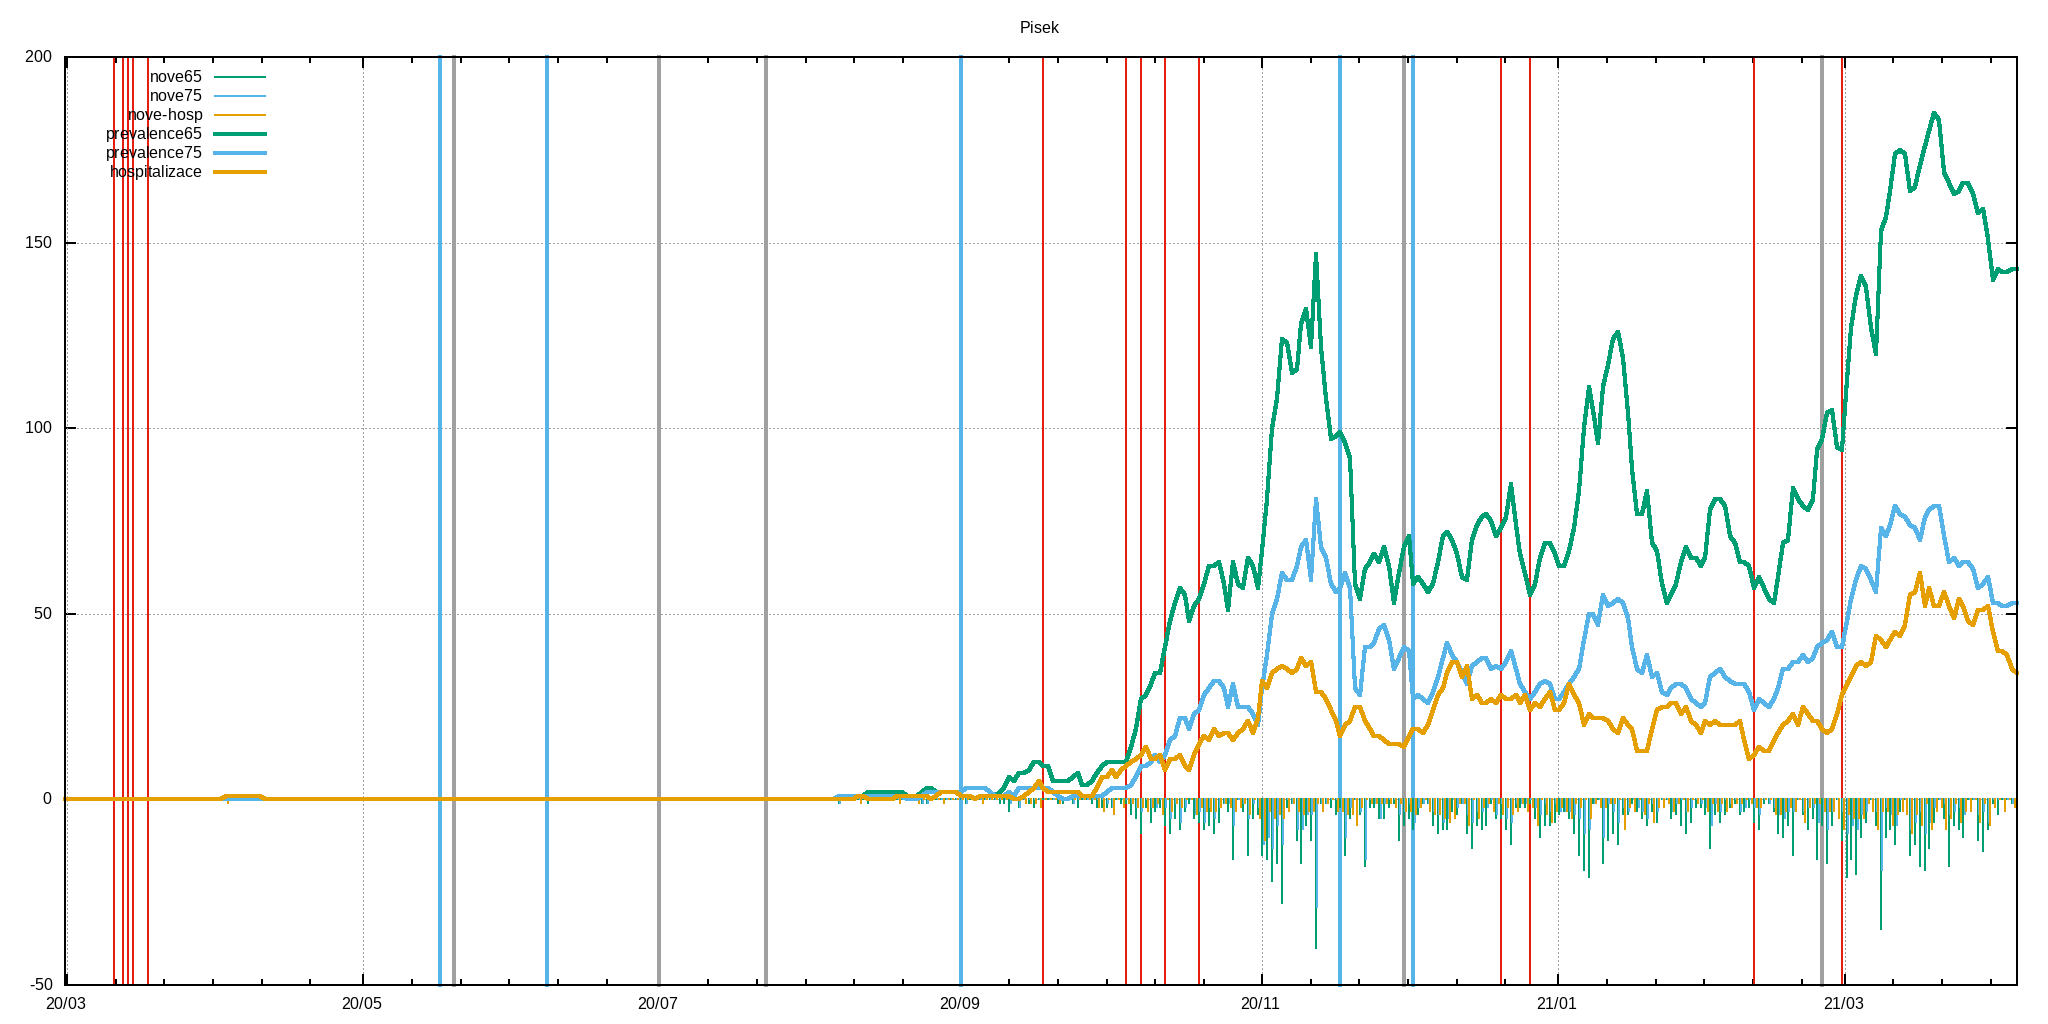 Pisek
200
nove65
nove75
nove-hosp
prevalence65
prevalence75
hospitalizace
150
100
50
0
-50
20/03 20/05 20/07 20/09 20/11 21/01 21/03